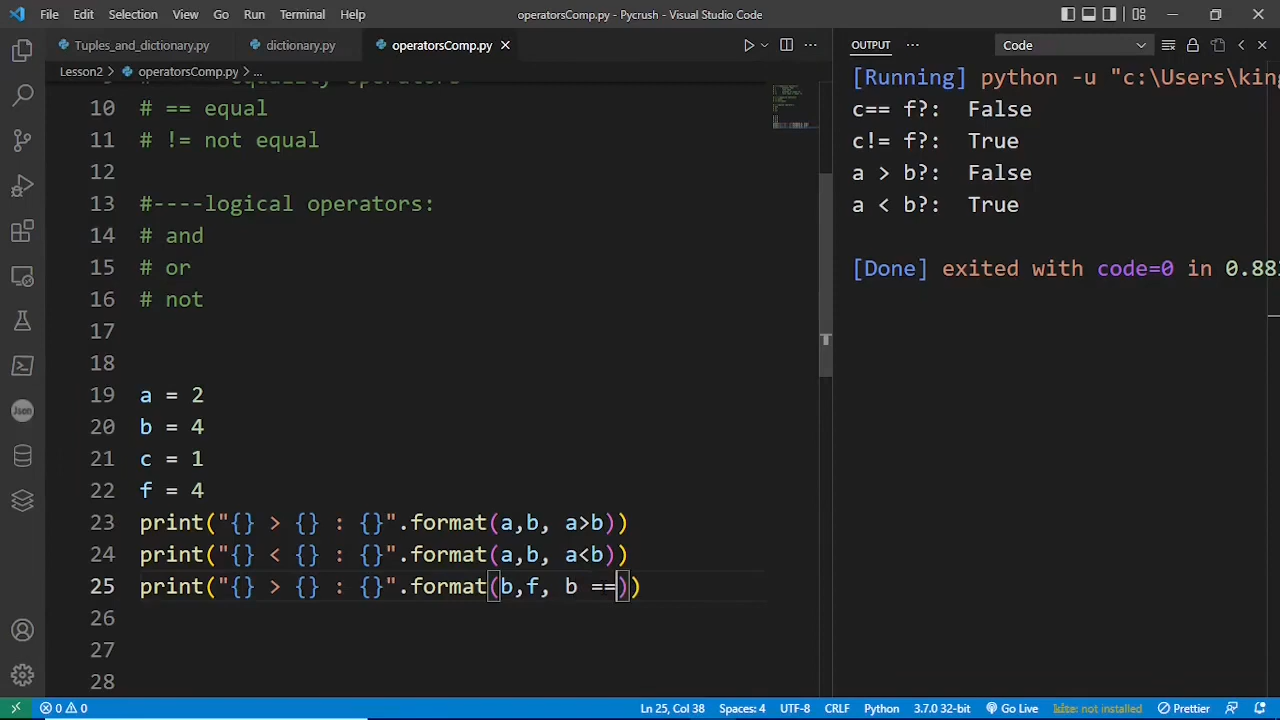 File Edit Selection View Go Run Terminal Help
operatorsComp.py - Pycrush - Visual Studio Code
Tuples_and_dictionary.py
dictionary.py
operatorsComp.py
Lesson2 > operatorsComp.py > ...
10 # == equal
11 # != not equal
12
13 #----logical operators:
14 # and
15 # or
16 # not
17
18
19 a = 2
20 b = 4
21 c = 1
22 f = 4
23 print("{} > {} : {}".format(a,b, a>b))
24 print("{} < {} : {}".format(a,b, a<b))
25 print("{} > {} : {}".format(b,f, b ==))
26
27
28
OUTPUT
Code
[Running] python -u "c:\Users\king
c== f?:  False
c!= f?:  True
a > b?:  False
a < b?:  True
[Done] exited with code=0 in 0.88
Json
0 0
Ln 25, Col 38
Spaces: 4
UTF-8
CRLF
Python
3.7.0 32-bit
Go Live
kite: not installed
Prettier